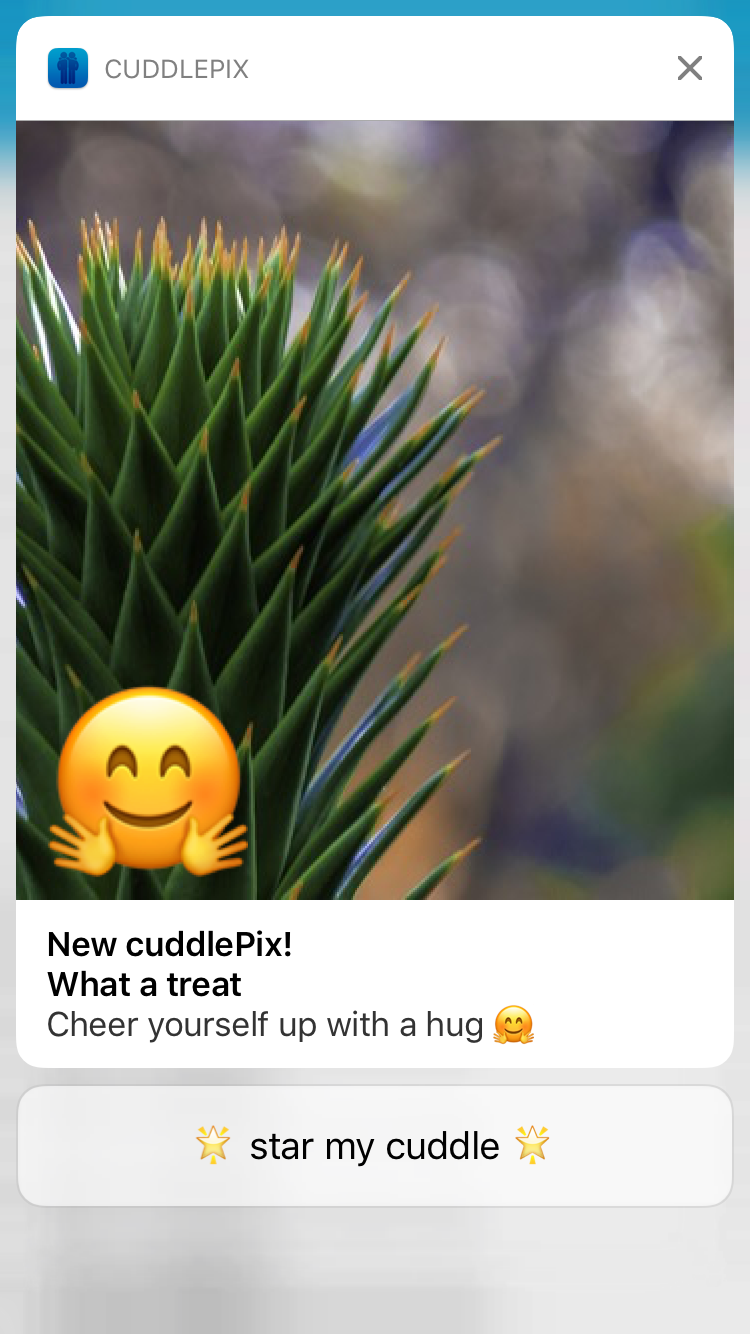 CUDDLEPIX
New cuddlePix!
What a treat
Cheer yourself up with a hug 🤗
🌟 star my cuddle 🌟